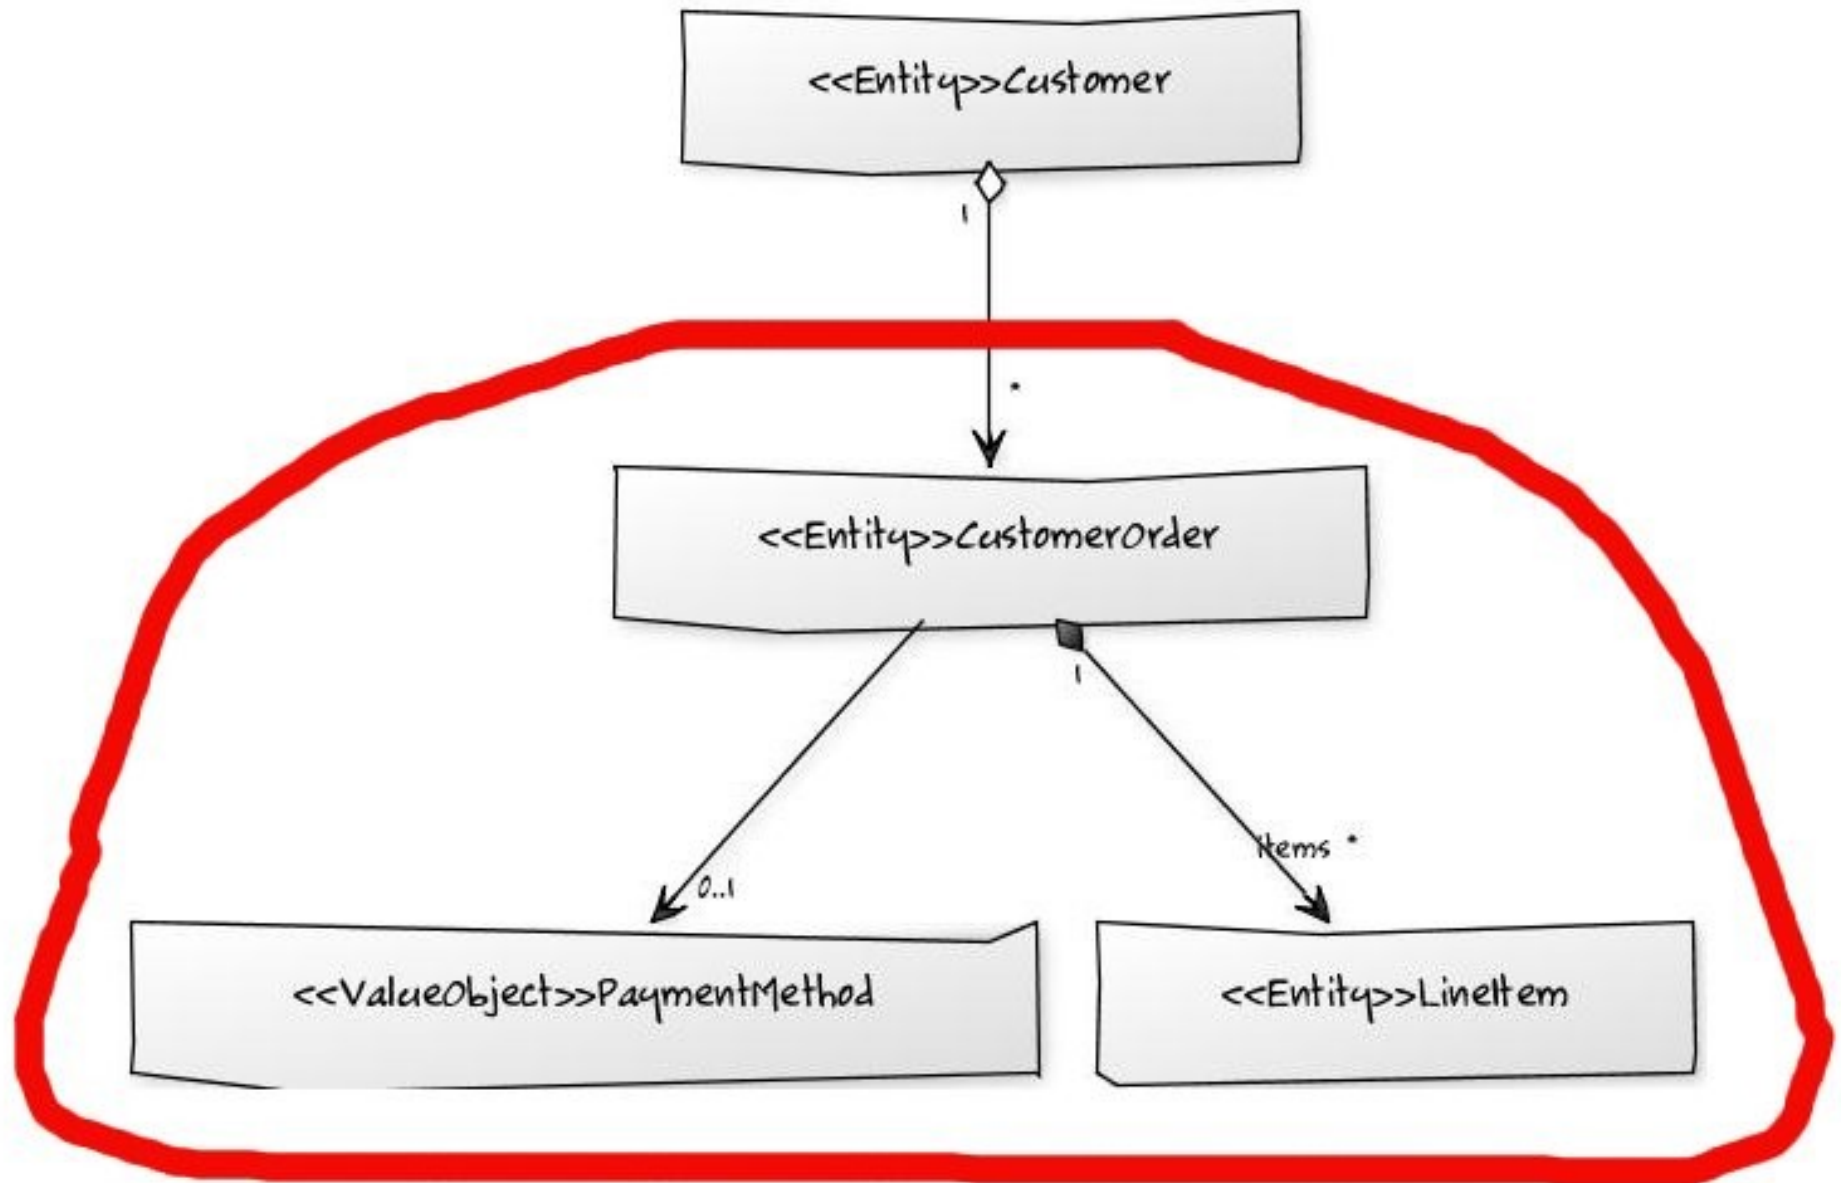 <<Entity>>Customer
1
*
<<Entity>>CustomerOrder
1
items *
0..1
<<ValueObject>>PaymentMethod
<<Entity>>LineItem